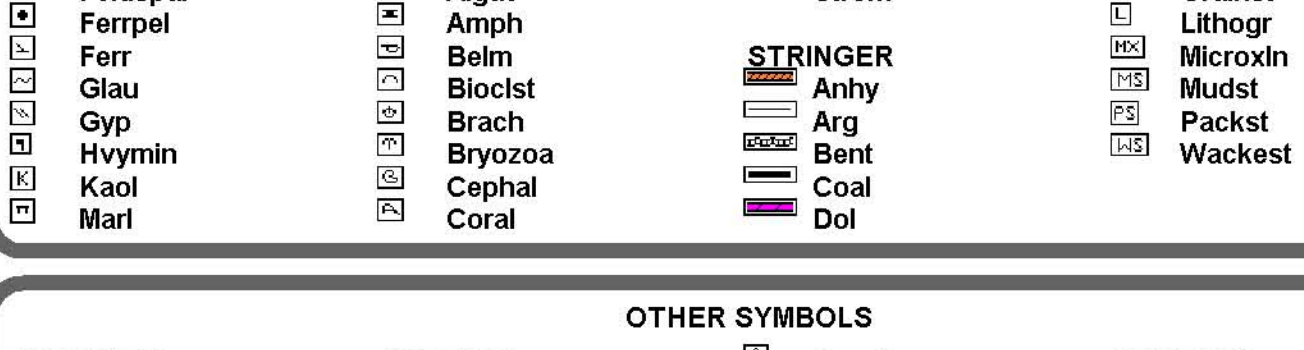 Ferrpel
Ferr
Glau
Gyp
Hvymin
K Kaol
Marl
Amph
Belm
Bioclst
Brach
Bryozoa
Cephal
Coral
STRINGER
Anhy
Arg
Bent
Coal
Dol
L Lithogr
MX Microxln
MS Mudst
PS Packst
WS Wackest
OTHER SYMBOLS